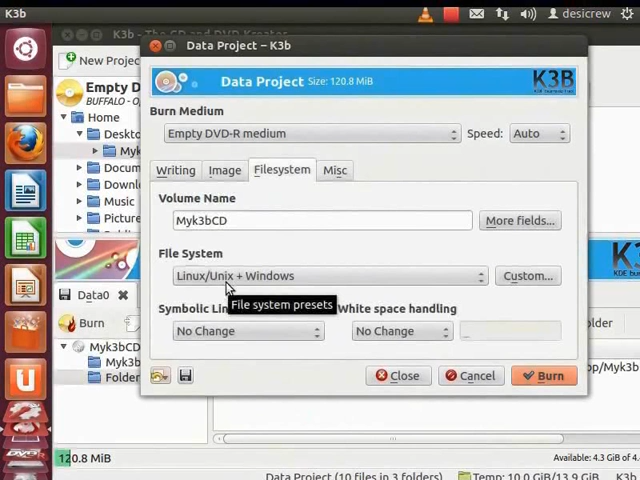 K3b
desicrew
K3b - The CD and DVD Kreator
New Project
Data Project – K3b
Data Project Size: 120.8 MiB
K3B
Empty D
BUFFALO - O
Burn Medium
Empty DVD-R medium
Speed:
Auto
Home
Deskto
Myk
Docum
Downl
Music
Picture
Writing
Image
Filesystem
Misc
Volume Name
Myk3bCD
More fields...
File System
Linux/Unix + Windows
Custom...
File system presets
Symbolic Lin
White space handling
No Change
No Change
_
Data0
Burn
older
Myk3bCD
Myk3b
Folder
op/Myk3b
Close
Cancel
Burn
120.8 MiB
Available: 4.3 GiB of 4.
Data Project (10 files in 3 folders)
Temp: 10.0 GiB/13.9 GiB
K3b